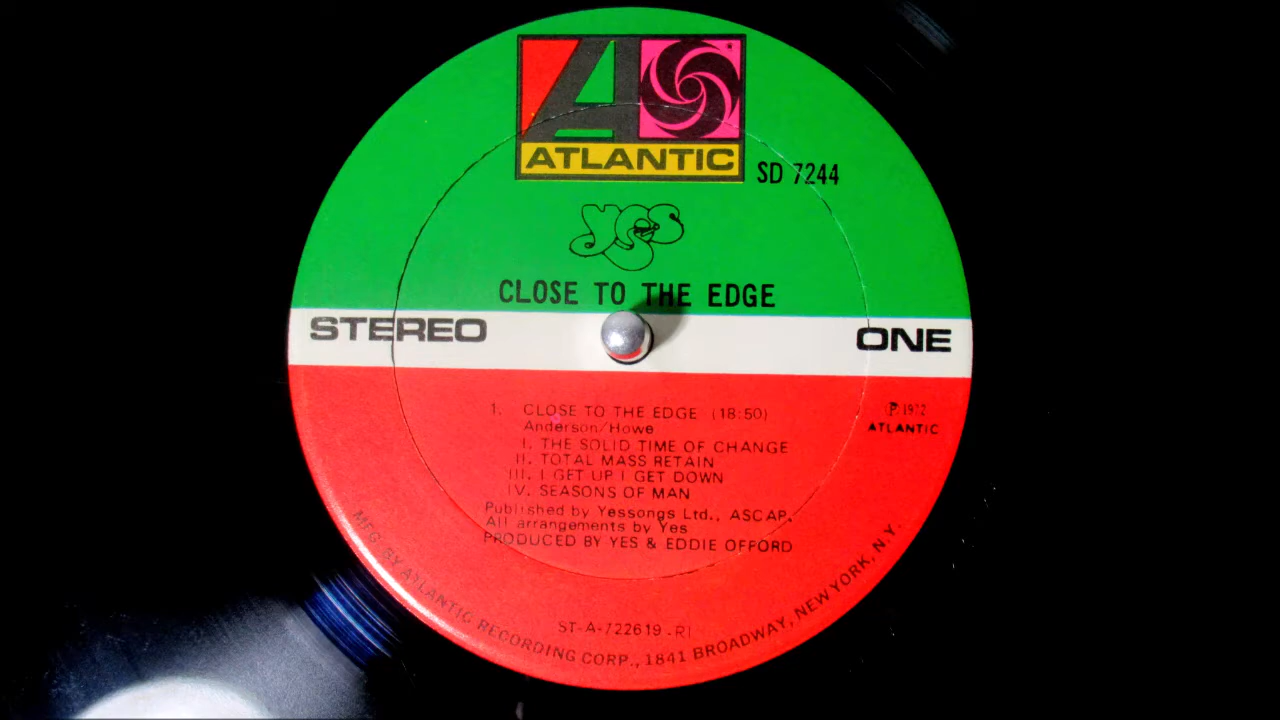 ATLANTIC
SD 7244
yes
CLOSE TO THE EDGE
STEREO
ONE
1. CLOSE TO THE EDGE (18:50)
Anderson/Howe
I. THE SOLID TIME OF CHANGE
II. TOTAL MASS RETAIN
III. I GET UP I GET DOWN
IV. SEASONS OF MAN
Published by Yessongs Ltd., ASCAP.
All arrangements by Yes
PRODUCED BY YES & EDDIE OFFORD
℗ 1972
ATLANTIC
ST-A-722619-RI
MFG. BY ATLANTIC RECORDING CORP., 1841 BROADWAY, NEW YORK, N.Y.